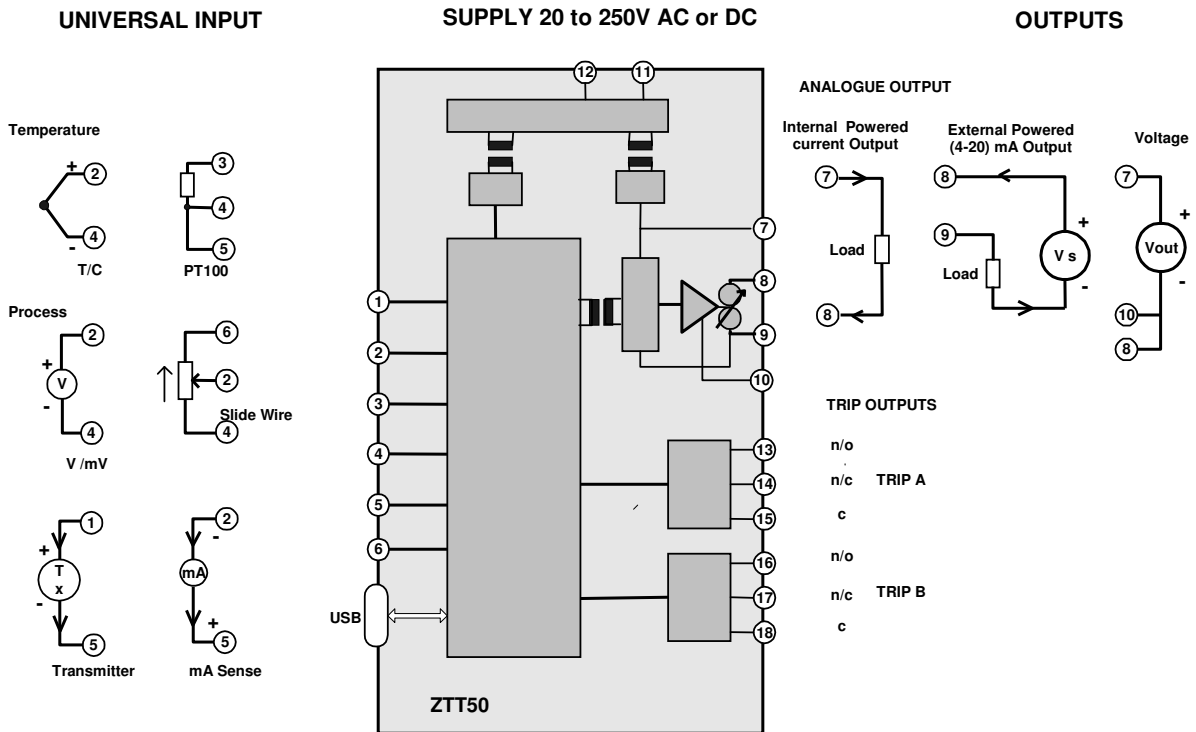 UNIVERSAL INPUT
SUPPLY 20 to 250V AC or DC
OUTPUTS
Temperature
+
2
4
-
T/C
3
4
5
PT100
Process
2
+
V
-
4
V /mV
6
2
Slide Wire
4
1
+
T
x
-
5
Transmitter
2
-
mA
+
5
mA Sense
12
11
1
2
3
4
5
6
USB
7
8
9
10
13
14
15
16
17
18
ZTT50
ANALOGUE OUTPUT
Internal Powered
current Output
7
Load
8
External Powered
(4-20) mA Output
8
9
Load
+
V s
-
Voltage
7
+
Vout
-
10
8
TRIP OUTPUTS
n/o
n/c TRIP A
c
n/o
n/c TRIP B
c